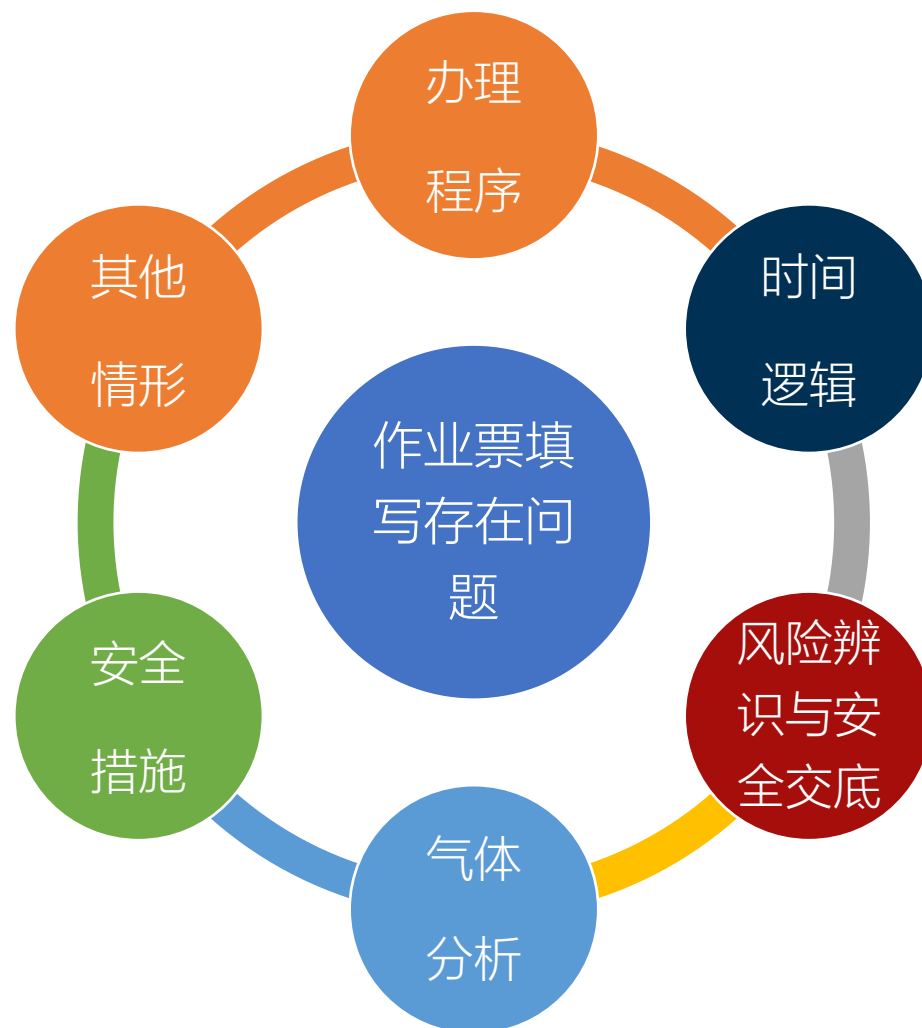 办理
程序
时间
逻辑
风险辨
识与安
全交底
气体
分析
安全
措施
其他
情形
作业票填
写存在问
题